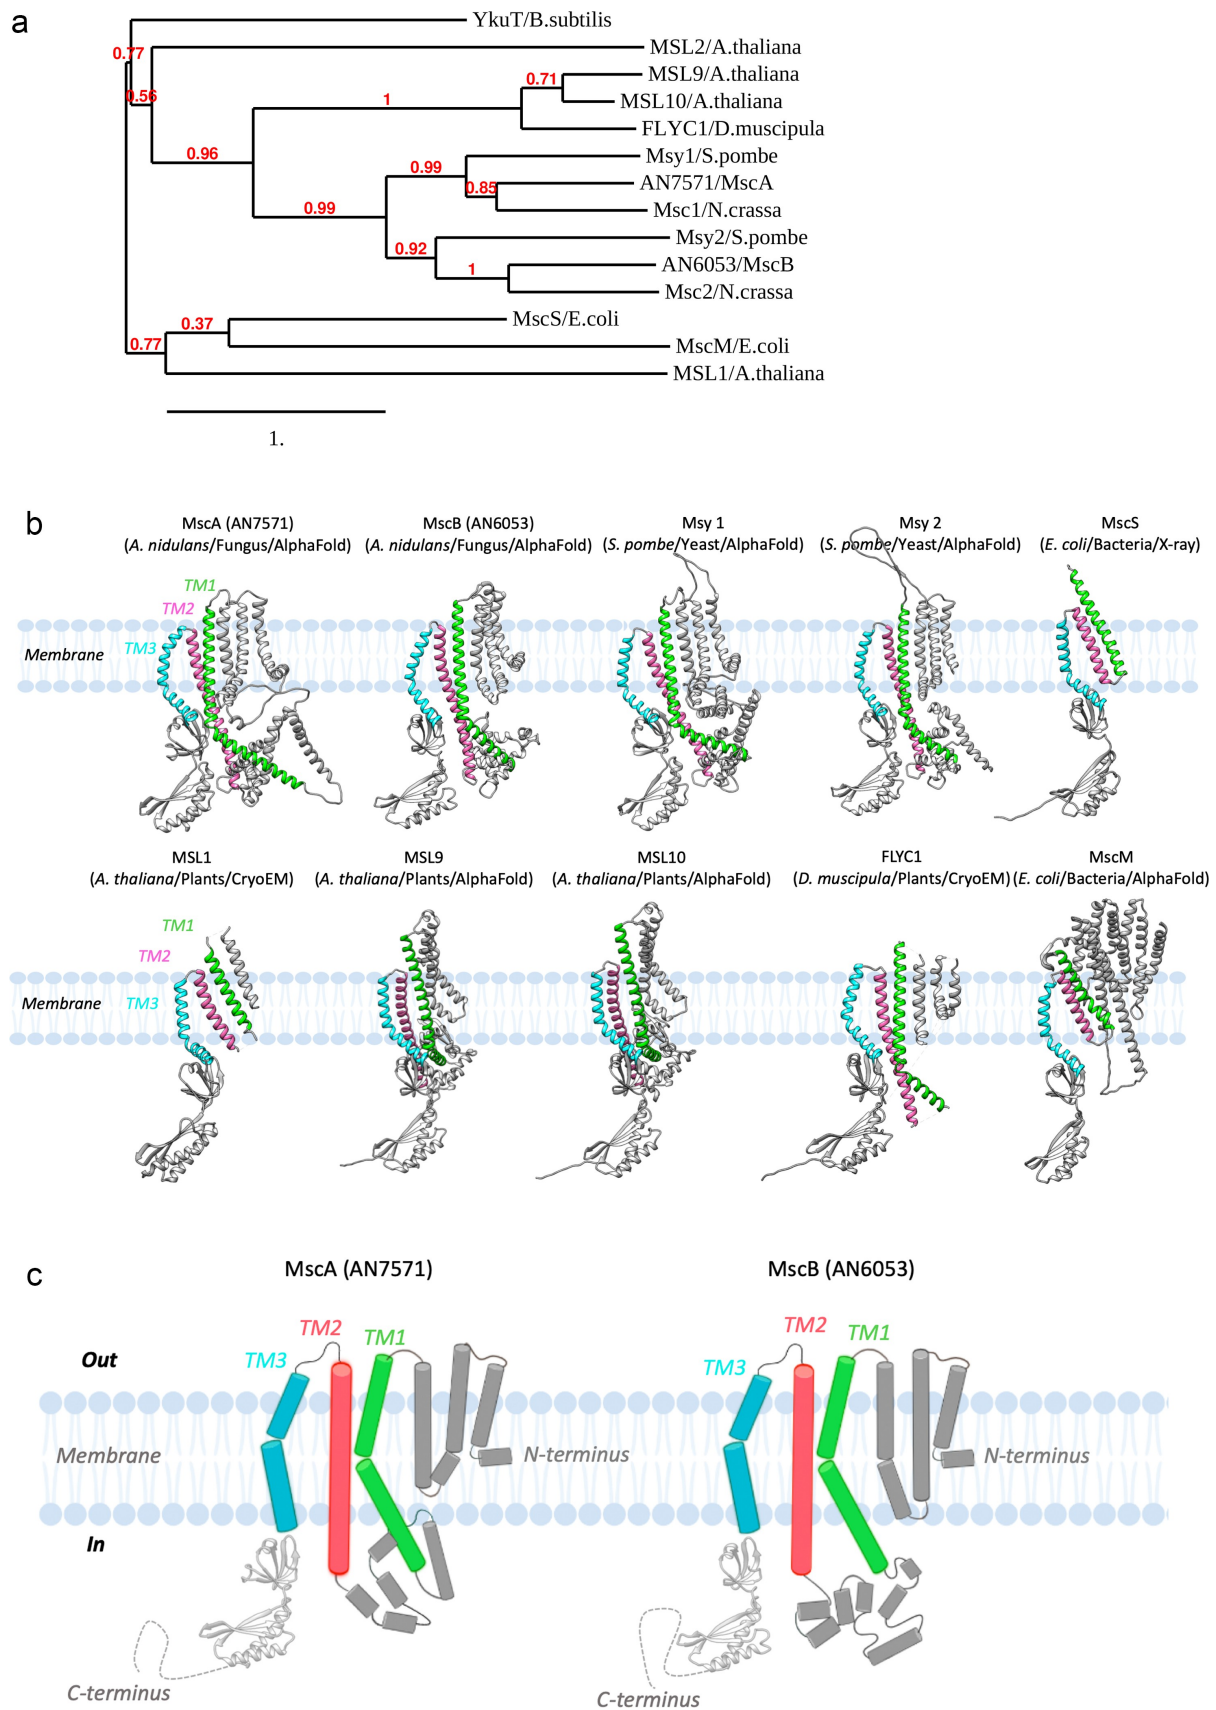 a
YkuT/B.subtilis
0.77
MSL2/A.thaliana
MSL9/A.thaliana
0.71
0.56
1
MSL10/A.thaliana
FLYC1/D.muscipula
0.96
Msy1/S.pombe
0.99
AN7571/MscA
0.85
0.99
Msc1/N.crassa
Msy2/S.pombe
0.92
AN6053/MscB
1
Msc2/N.crassa
MscS/E.coli
0.37
0.77
MscM/E.coli
MSL1/A.thaliana
1.
b
MscA (AN7571)
(A. nidulans/Fungus/AlphaFold)
MscB (AN6053)
(A. nidulans/Fungus/AlphaFold)
Msy 1
(S. pombe/Yeast/AlphaFold)
Msy 2
(S. pombe/Yeast/AlphaFold)
MscS
(E. coli/Bacteria/X-ray)
TM1
TM2
TM3
Membrane
MSL1
(A. thaliana/Plants/CryoEM)
MSL9
(A. thaliana/Plants/AlphaFold)
MSL10
(A. thaliana/Plants/AlphaFold)
FLYC1
(D. muscipula/Plants/CryoEM)
MscM
(E. coli/Bacteria/AlphaFold)
TM1
TM2
Membrane
TM3
c
MscA (AN7571)
MscB (AN6053)
Out
TM3
TM2
TM1
TM3
TM2
TM1
Membrane
N-terminus
N-terminus
In
C-terminus
C-terminus